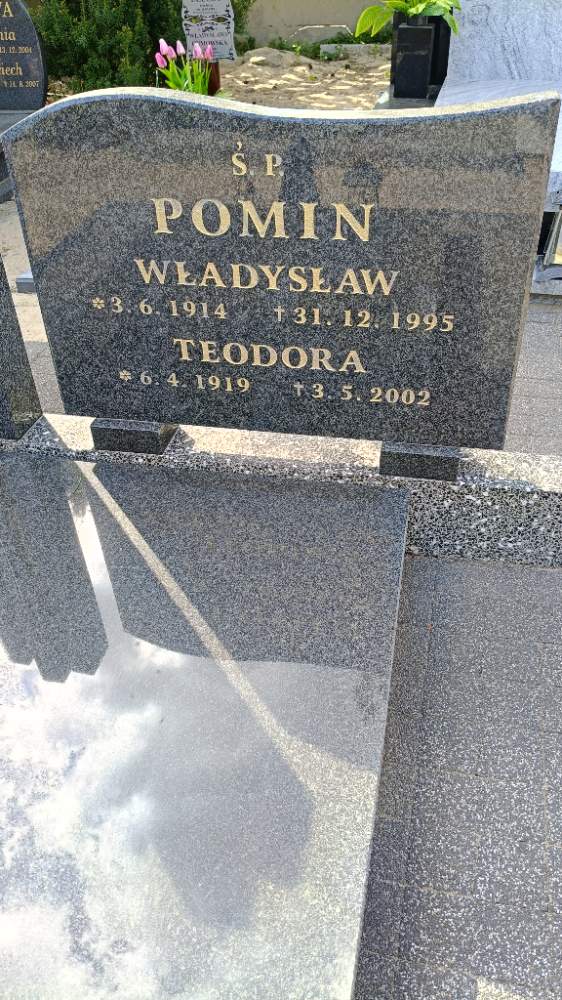 Ś. P.
POMIN
WŁADYSŁAW
* 3. 6. 1914 † 31. 12. 1995
TEODORA
* 6. 4. 1919 † 3. 5. 2002